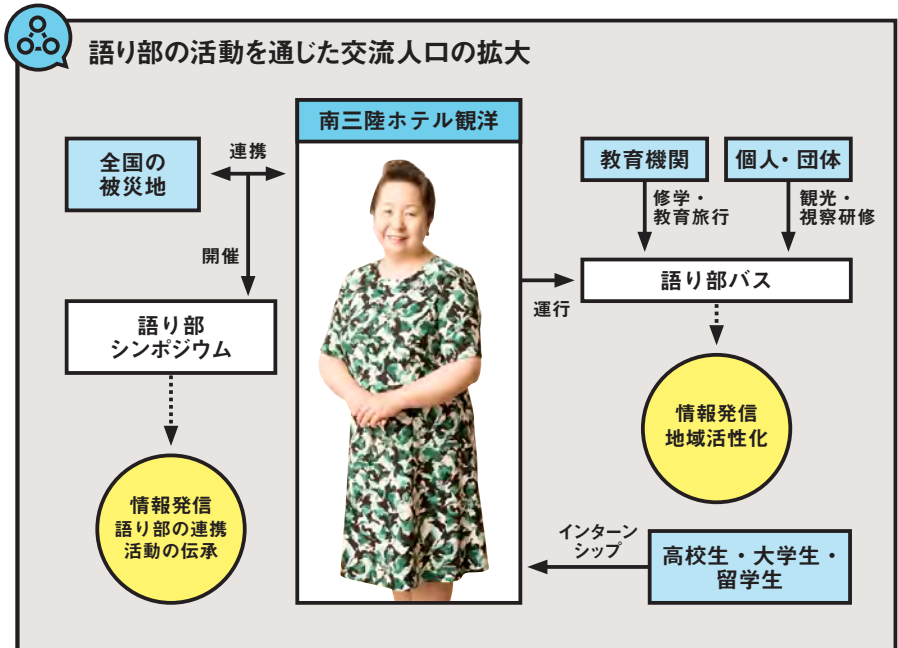 語り部の活動を通じた交流人口の拡大
南三陸ホテル観洋
全国の
被災地
連携
開催
語り部
シンポジウム
情報発信
語り部の連携
活動の伝承
教育機関
個人・団体
修学・
教育旅行
観光・
視察研修
運行
語り部バス
情報発信
地域活性化
インターン
シップ
高校生・大学生・
留学生